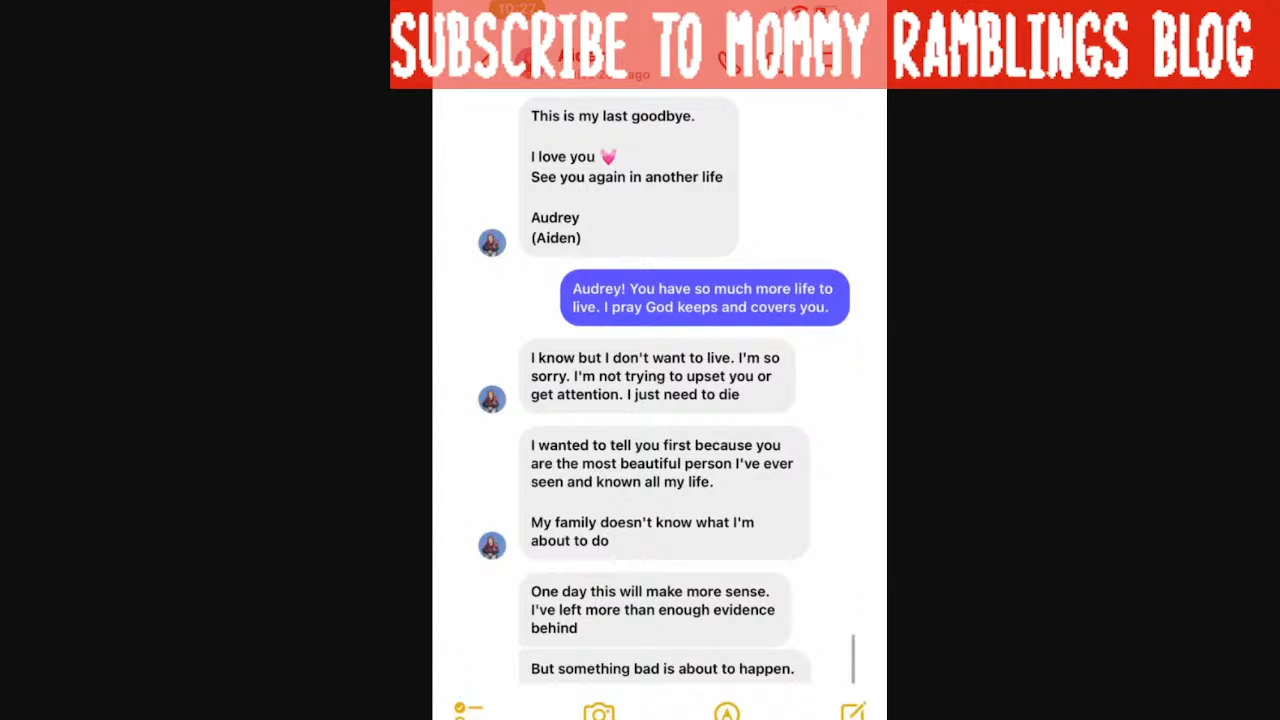 SUBSCRIBE TO MOMMY RAMBLINGS BLOG
10:27
ago
This is my last goodbye.
I love you 💓
See you again in another life
Audrey
(Aiden)
Audrey! You have so much more life to
live. I pray God keeps and covers you.
I know but I don't want to live. I'm so
sorry. I'm not trying to upset you or
get attention. I just need to die
I wanted to tell you first because you
are the most beautiful person I've ever
seen and known all my life.
My family doesn't know what I'm
about to do
One day this will make more sense.
I've left more than enough evidence
behind
But something bad is about to happen.